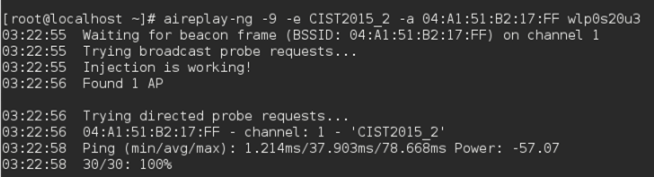 [root@localhost ~]# aireplay-ng -9 -e CIST2015_2 -a 04:A1:51:B2:17:FF wlp0s20u3
03:22:55  Waiting for beacon frame (BSSID: 04:A1:51:B2:17:FF) on channel 1
03:22:55  Trying broadcast probe requests...
03:22:55  Injection is working!
03:22:56  Found 1 AP
03:22:56  Trying directed probe requests...
03:22:56  04:A1:51:B2:17:FF - channel: 1 - 'CIST2015_2'
03:22:58  Ping (min/avg/max): 1.214ms/37.903ms/78.668ms Power: -57.07
03:22:58  30/30: 100%